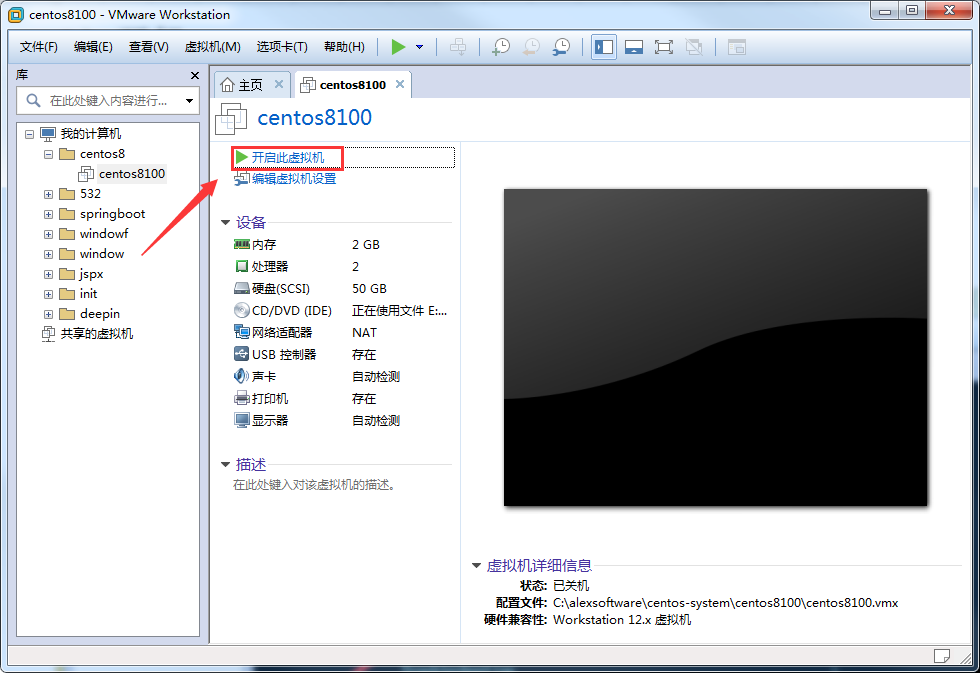 centos8100 - VMware Workstation
文件(F) 编辑(E) 查看(V) 虚拟机(M) 选项卡(T) 帮助(H)
库
在此处键入内容进行...
我的计算机
centos8
centos8100
532
springboot
windowf
window
jspx
init
deepin
共享的虚拟机
主页 centos8100
centos8100
开启此虚拟机
编辑虚拟机设置
设备
内存 2 GB
处理器 2
硬盘(SCSI) 50 GB
CD/DVD (IDE) 正在使用文件 E:...
网络适配器 NAT
USB 控制器 存在
声卡 自动检测
打印机 存在
显示器 自动检测
描述
在此处键入对该虚拟机的描述。
虚拟机详细信息
状态: 已关机
配置文件: C:\alexsoftware\centos-system\centos8100\centos8100.vmx
硬件兼容性: Workstation 12.x 虚拟机